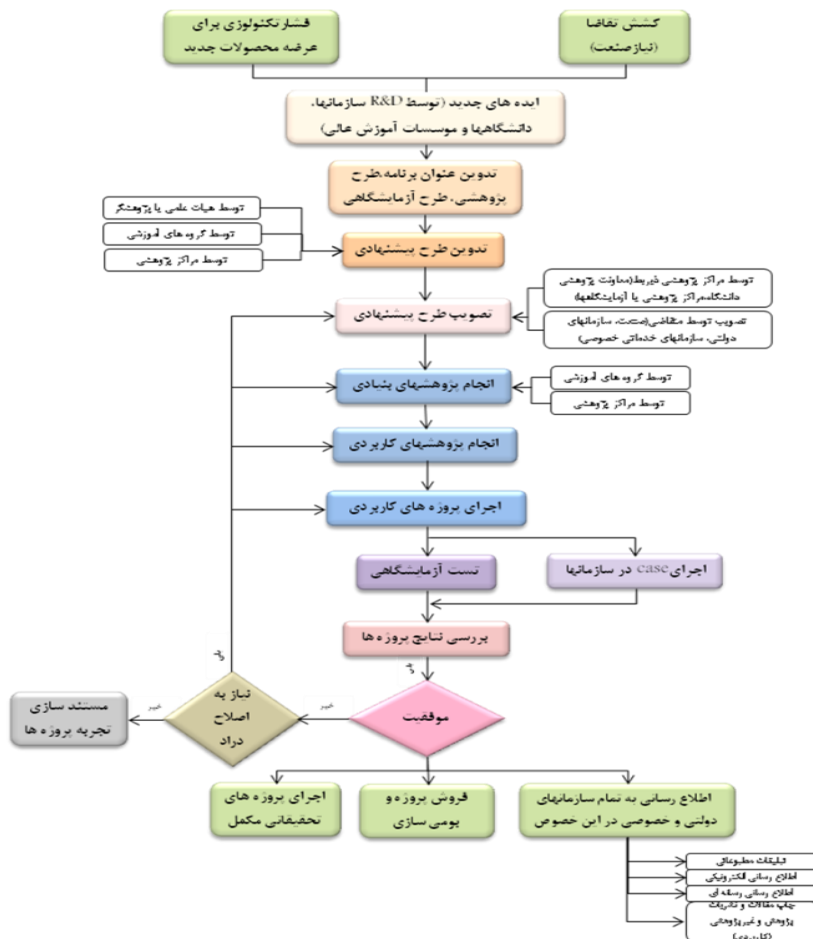 فشار تکنولوژی برای
عرضه محصولات جدید
کشش تقاضا
(نیاز صنعت)
ایده های جدید (توسط R&D سازمانها،
دانشگاهها و موسسات آموزش عالی)
تدوین عنوان برنامه، طرح
پژوهشی، طرح آزمایشگاهی
توسط هیات علمی یا پژوهشگر
توسط گروه های آموزشی
توسط مراکز پژوهشی
تدوین طرح پیشنهادی
تصویب طرح پیشنهادی
توسط مراکز پژوهشی ذیربط(معاونت پژوهشی
دانشگاه،مراکز پژوهشی یا آزمایشگاهها)
تصویب توسط متقاضی(صنعت، سازمانهای
دولتی، سازمانهای خدماتی خصوصی)
انجام پژوهشهای بنیادی
توسط گروه های آموزشی
توسط مراکز پژوهشی
انجام پژوهشهای کاربردی
اجرای پروژه های کاربردی
تست آزمایشگاهی
اجرای case در سازمانها
بررسی نتایج پروژه ها
بلی
بلی
موفقیت
خیر
نیاز به
اصلاح
دراد
خیر
مستند سازی
تجربه پروژه ها
اجرای پروژه های
تحقیقاتی مکمل
فروش پروژه و
بومی سازی
اطلاع رسانی به تمام سازمانهای
دولتی و خصوصی در این خصوص
تبلیغات مطبوعاتی
اطلاع رسانی الکترونیکی
اطلاع رسانی رسانه ای
چاپ مقالات و نشریات
پژوهش و غیرپژوهشی
(کاربردی)